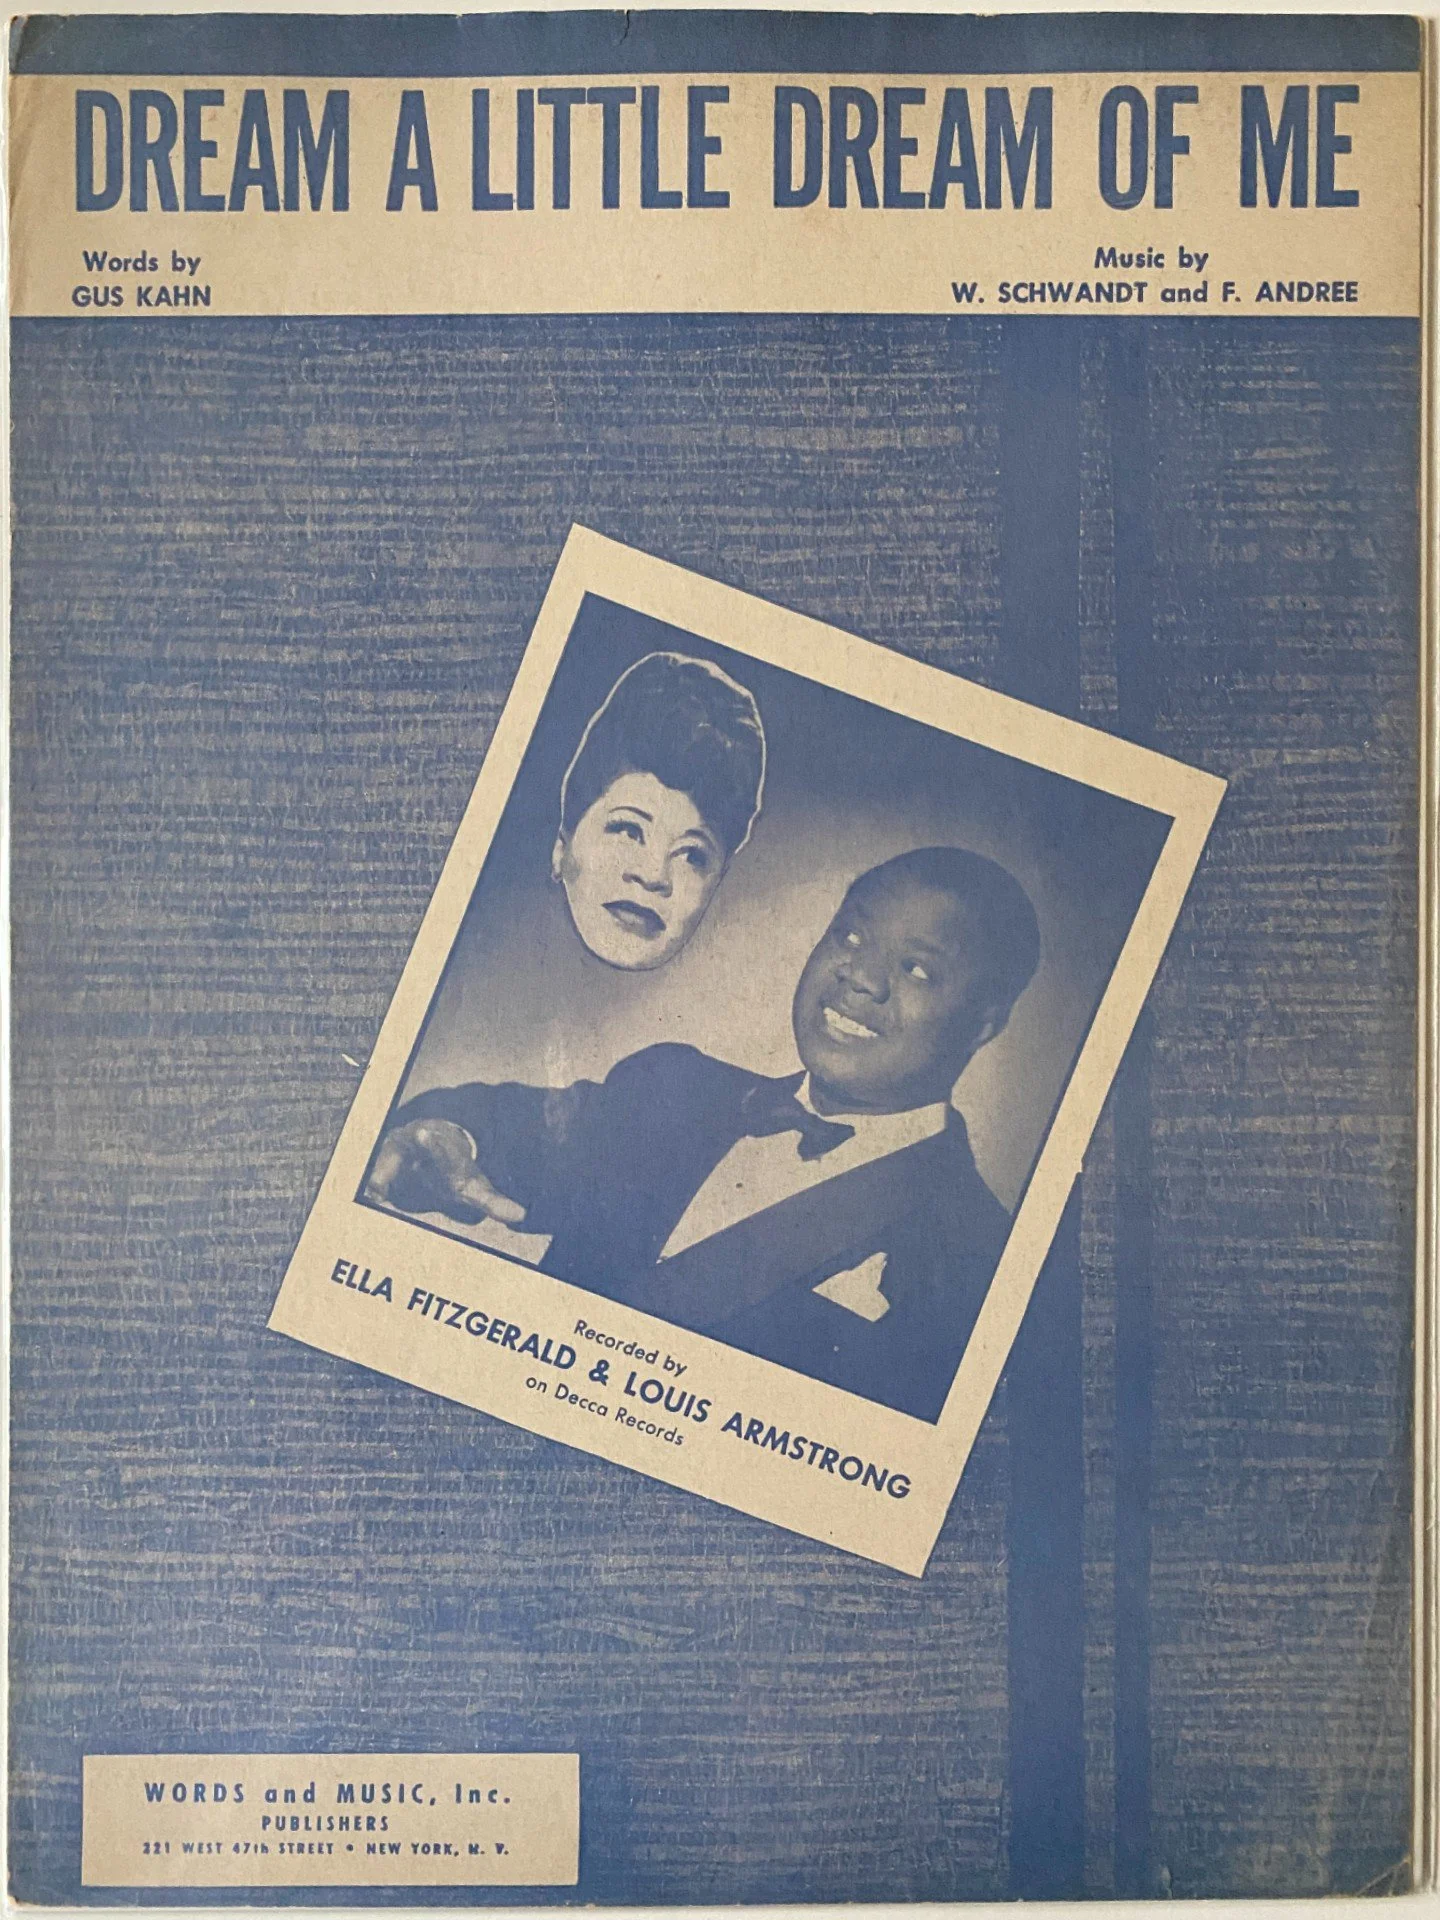 DREAM A LITTLE DREAM OF ME
Words by
GUS KAHN
Music by
W. SCHWANDT and F. ANDREE
Recorded by
ELLA FITZGERALD & LOUIS ARMSTRONG
on Decca Records
WORDS and MUSIC, Inc.
PUBLISHERS
221 WEST 47th STREET • NEW YORK, N. Y.